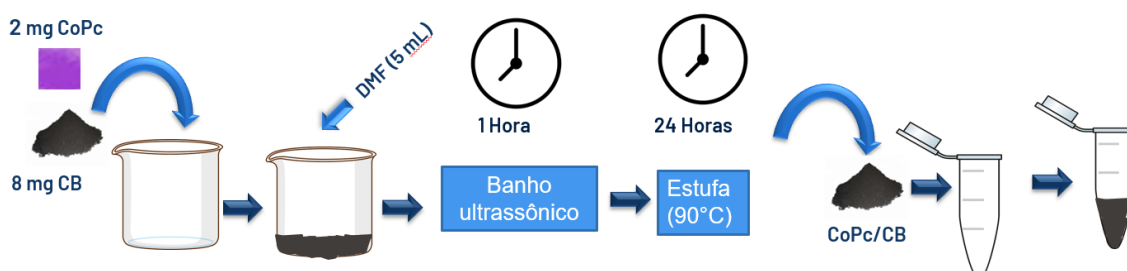 2 mg CoPc
8 mg CB
DMF (5 mL)
1 Hora
Banho
ultrassônico
24 Horas
Estufa
(90°C)
CoPc/CB